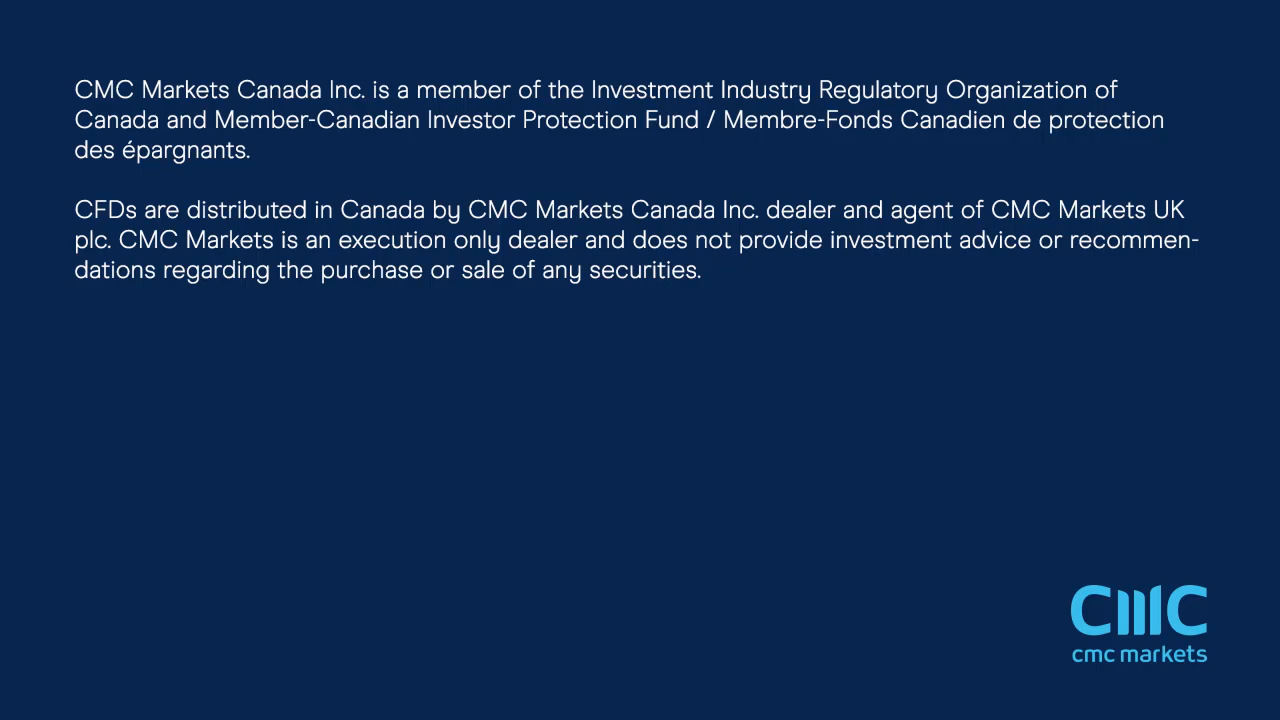 CMC Markets Canada Inc. is a member of the Investment Industry Regulatory Organization of
Canada and Member-Canadian Investor Protection Fund / Membre-Fonds Canadien de protection
des épargnants.
CFDs are distributed in Canada by CMC Markets Canada Inc. dealer and agent of CMC Markets UK
plc. CMC Markets is an execution only dealer and does not provide investment advice or recommen-
dations regarding the purchase or sale of any securities.
CMC
cmc markets